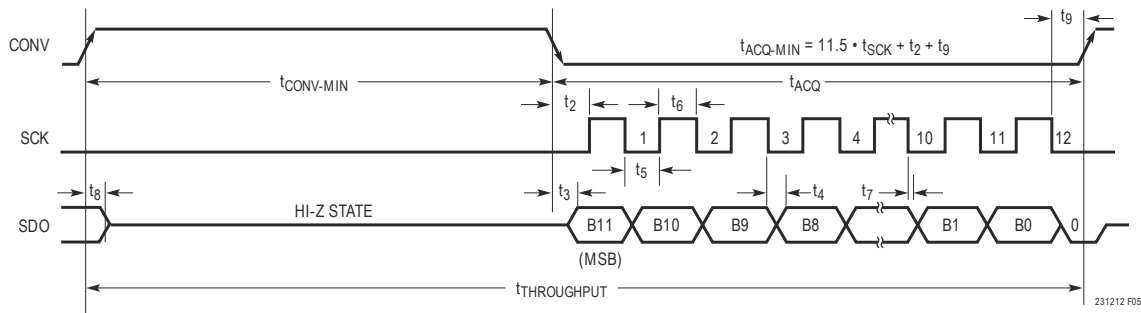 t9
CONV
tACQ-MIN = 11.5 • tSCK + t2 + t9
tCONV-MIN
tACQ
t2
t6
SCK
1 2 3 4 10 11 12
t8
t3
t5
t4
t7
SDO
HI-Z STATE
B11 B10 B9 B8 B1 B0 0
(MSB)
tTHROUGHPUT
231212 F05